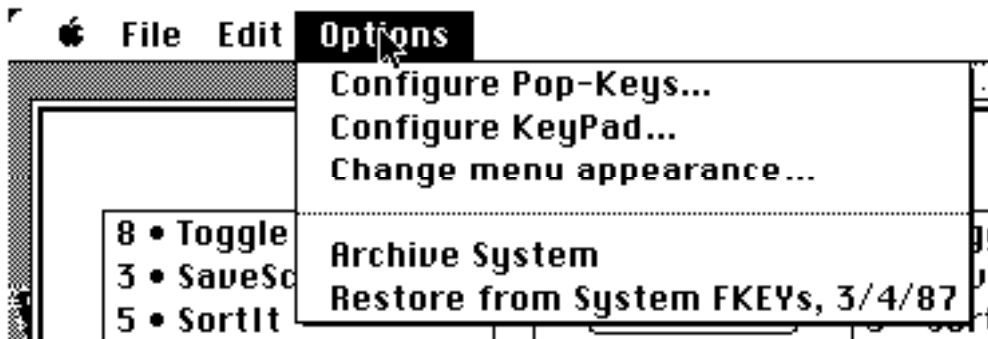 File Edit Options
Configure Pop-Keys...
Configure KeyPad...
Change menu appearance...
8 • Toggle
Archive System
3 • SaveSc
Restore from System FKEYs, 3/4/87
5 • SortIt